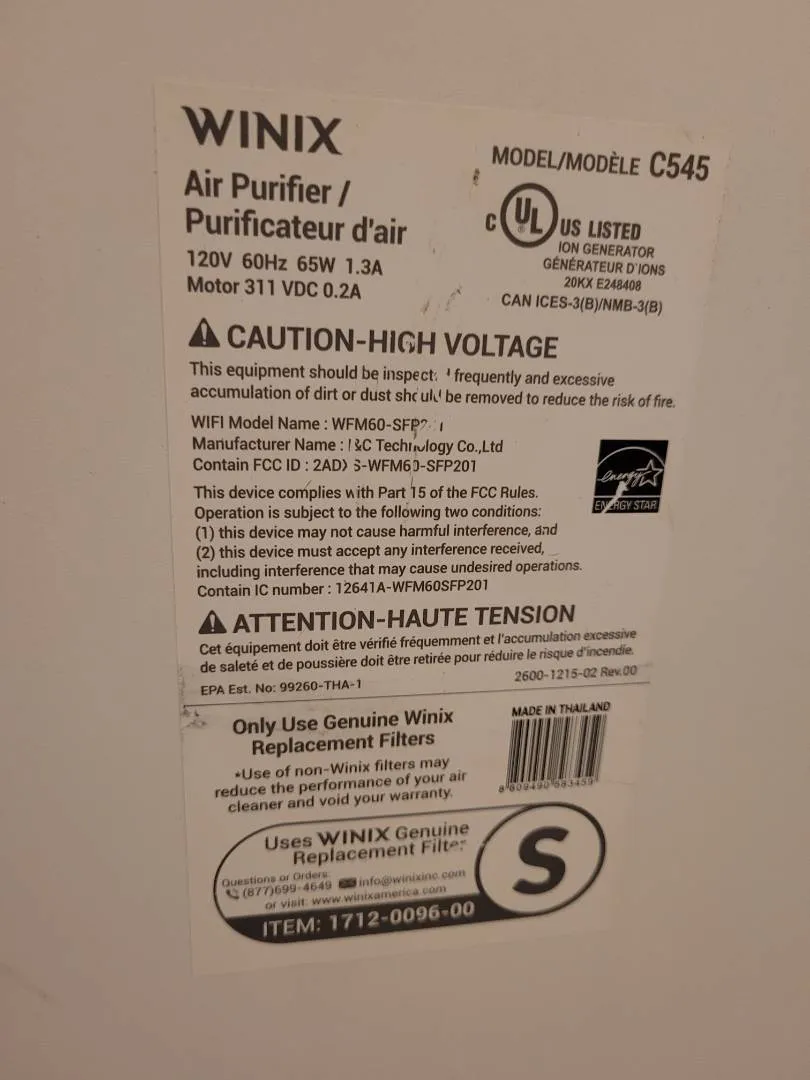 WINIX
MODEL/MODÈLE C545
Air Purifier /
Purificateur d'air
120V 60Hz 65W 1.3A
Motor 311 VDC 0.2A
C UL ® US LISTED
ION GENERATOR
GÉNÉRATEUR D'IONS
20KX E248408
CAN ICES-3(B)/NMB-3(B)
CAUTION-HIGH VOLTAGE
This equipment should be frequently and excessive
accumulation of dirt or dust should be removed to reduce the risk of fire.
WIFI Model Name :
Manufacturer Name : Technology Co.,Ltd
Contain FCC ID :
energy
ENERGY STAR
This device complies with Part 15 of the FCC Rules.
Operation is subject to the following two conditions:
(1) this device may not cause harmful interference, and
(2) this device must accept any interference received,
including interference that may cause undesired operations.
Contain IC number : 12641A-WFM60SFP201
ATTENTION-HAUTE TENSION
Cet équipement doit être vérifié fréquemment et l'accumulation excessive
de saleté et de poussière doit être retirée pour réduire le risque d'incendie.
EPA Est. No: 99260-THA-1
2600-1215-02 Rev.00
Only Use Genuine Winix
Replacement Filters
*Use of non-Winix filters may
reduce the performance of your air
cleaner and void your warranty.
MADE IN THAILAND
8 809490 683459
Uses WINIX Genuine
Replacement
Questions or Orders:
(877)699-4649 info@winixinc.com
or visit: www.winixamerica.com
ITEM: 1712-0096-00
S